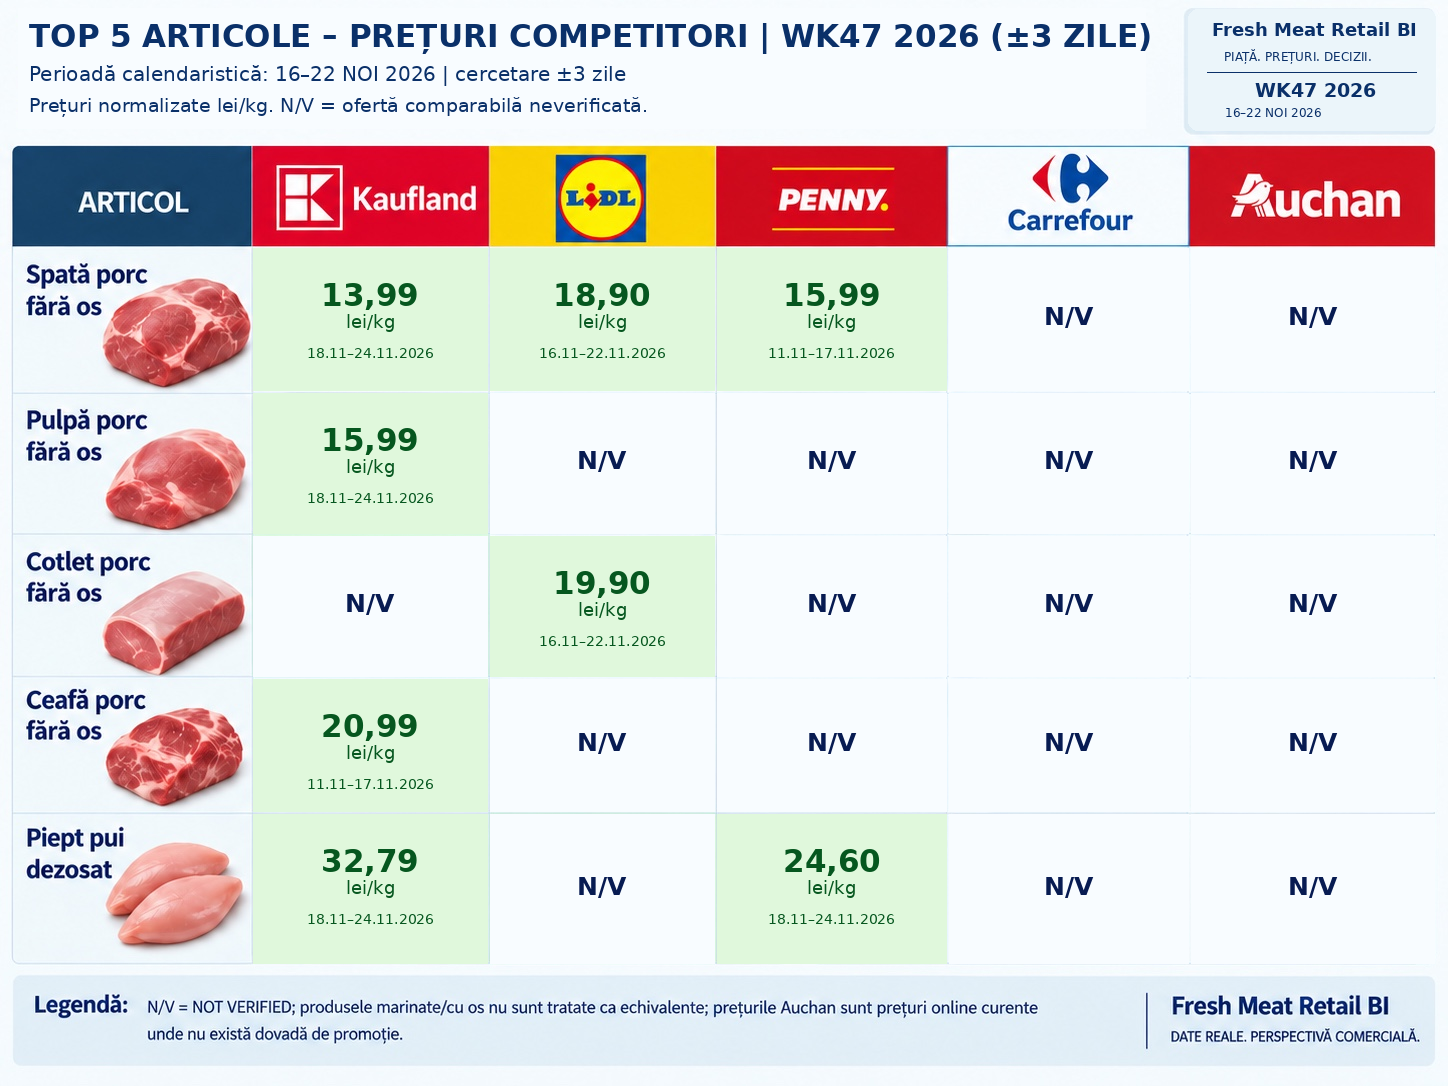 TOP 5 ARTICOLE – PREȚURI COMPETITORI | WK47 2026 (±3 ZILE)
Perioadă calendaristică: 16–22 NOI 2026 | cercetare ±3 zile
Prețuri normalizate lei/kg. N/V = ofertă comparabilă neverificată.
Fresh Meat Retail BI
PIAȚĂ. PREȚURI. DECIZII.
WK47 2026
16–22 NOI 2026
ARTICOL
Kaufland
LIDL
PENNY.
Carrefour
Auchan
Spată porc
fără os
13,99
lei/kg
18.11–24.11.2026
18,90
lei/kg
16.11–22.11.2026
15,99
lei/kg
11.11–17.11.2026
N/V
N/V
Pulpă porc
fără os
15,99
lei/kg
18.11–24.11.2026
N/V
N/V
N/V
N/V
Cotlet porc
fără os
N/V
19,90
lei/kg
16.11–22.11.2026
N/V
N/V
N/V
Ceafă porc
fără os
20,99
lei/kg
11.11–17.11.2026
N/V
N/V
N/V
N/V
Piept pui
dezosat
32,79
lei/kg
18.11–24.11.2026
N/V
24,60
lei/kg
18.11–24.11.2026
N/V
N/V
Legendă:
N/V = NOT VERIFIED; produsele marinate/cu os nu sunt tratate ca echivalente; prețurile Auchan sunt prețuri online curente
unde nu există dovadă de promoție.
Fresh Meat Retail BI
DATE REALE. PERSPECTIVĂ COMERCIALĂ.